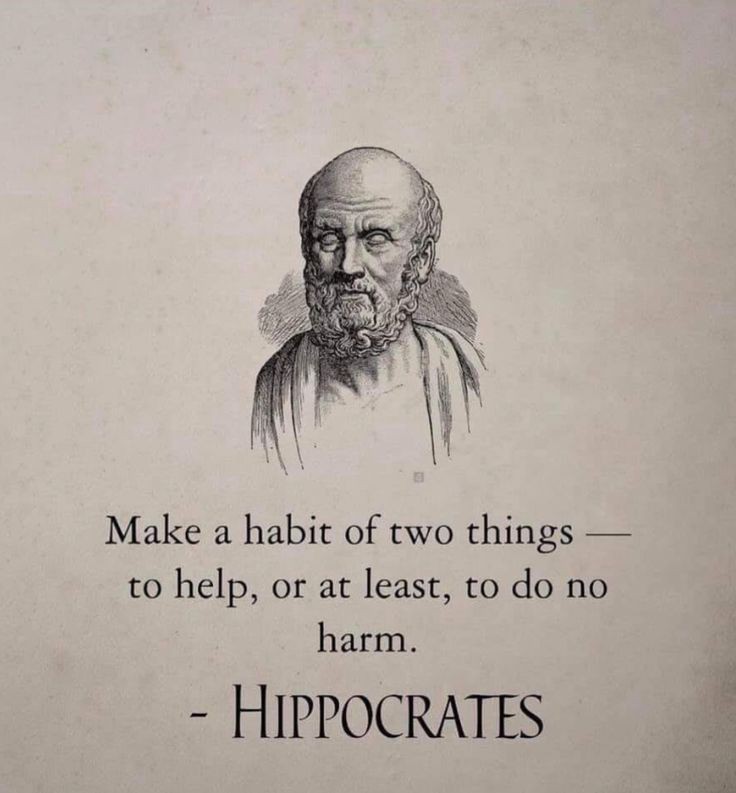 Make a habit of two things —
to help, or at least, to do no
harm.
- HIPPOCRATES